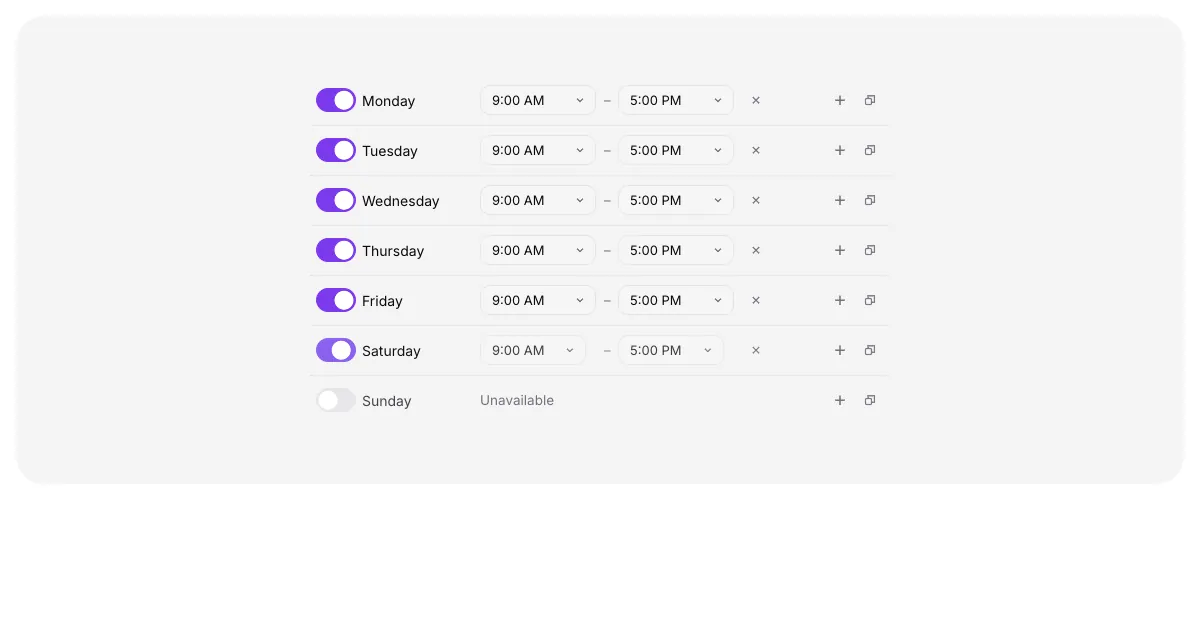 Monday 9:00 AM – 5:00 PM
Tuesday 9:00 AM – 5:00 PM
Wednesday 9:00 AM – 5:00 PM
Thursday 9:00 AM – 5:00 PM
Friday 9:00 AM – 5:00 PM
Saturday 9:00 AM – 5:00 PM
Sunday Unavailable